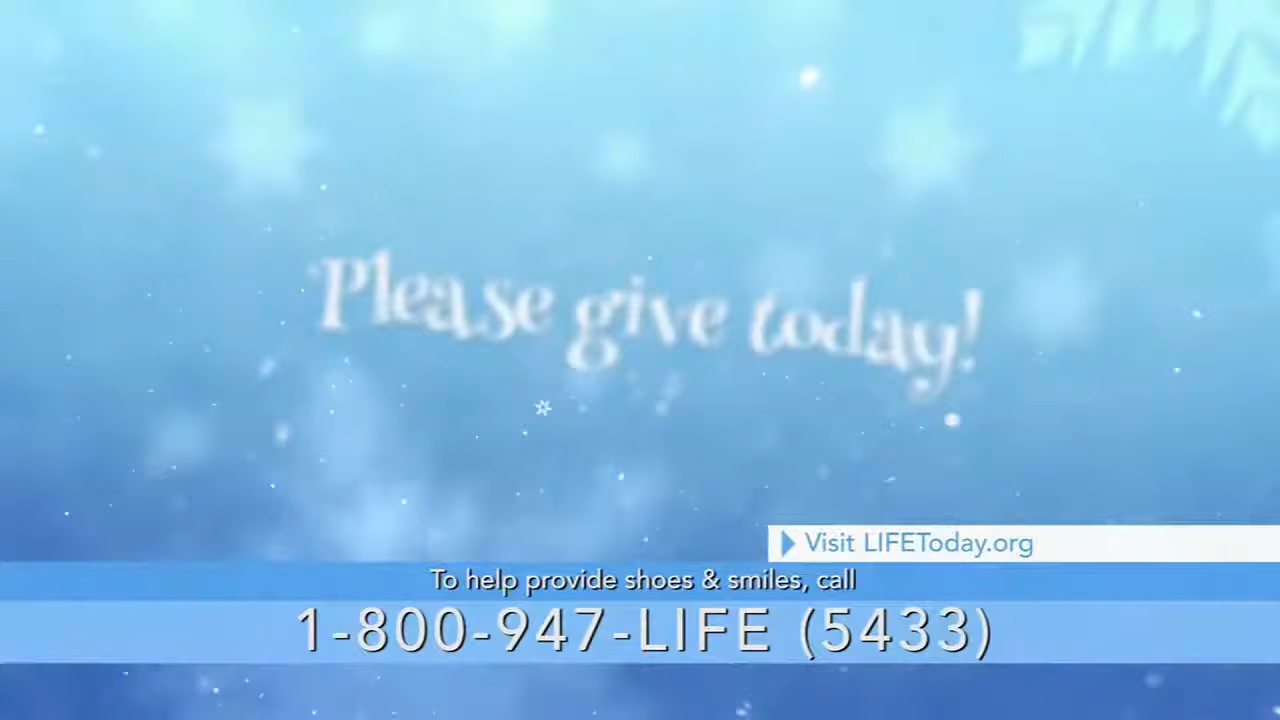 Please give today!
Visit LIFEToday.org
To help provide shoes & smiles, call
1-800-947-LIFE (5433)